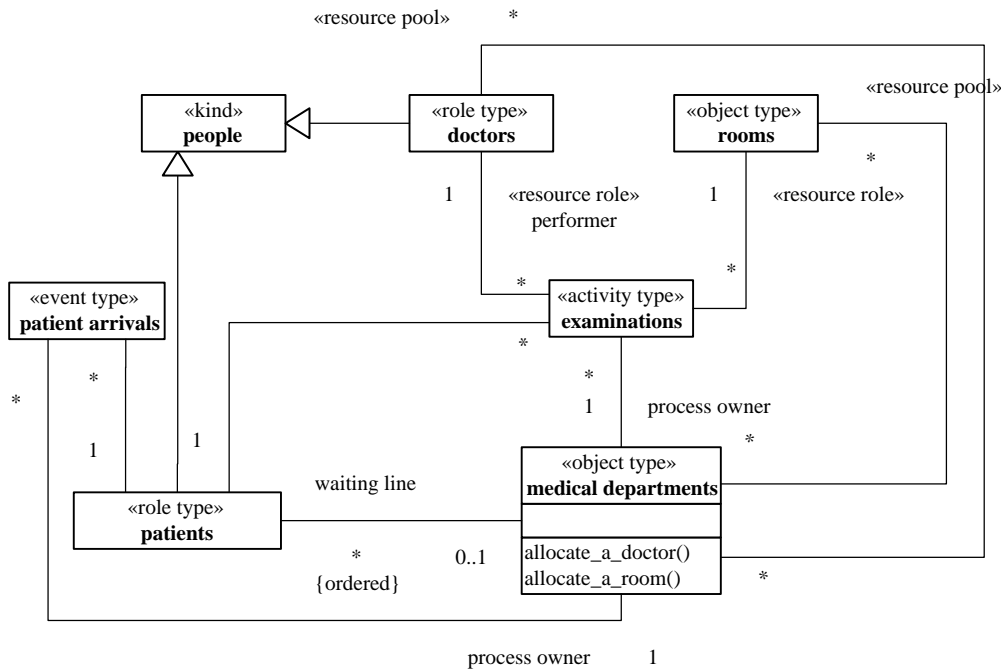 «resource pool» *
«resource pool»
«kind»
people
«role type»
doctors
«object type»
rooms
*
1 «resource role»
performer
1 «resource role»
* *
«event type»
patient arrivals
«activity type»
examinations
*
*
*
*
1 process owner
1 1
*
waiting line
«object type»
medical departments
«role type»
patients
*
{ordered}
0..1
allocate_a_doctor()
allocate_a_room()
*
process owner 1